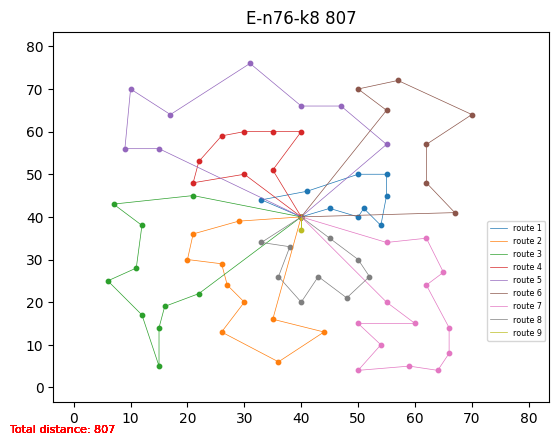 E-n76-k8 807
80
70
60
50
40
30
20
10
0
route 1
route 2
route 3
route 4
route 5
route 6
route 7
route 8
route 9
0 10 20 30 40 50 60 70 80
Total distance: 807